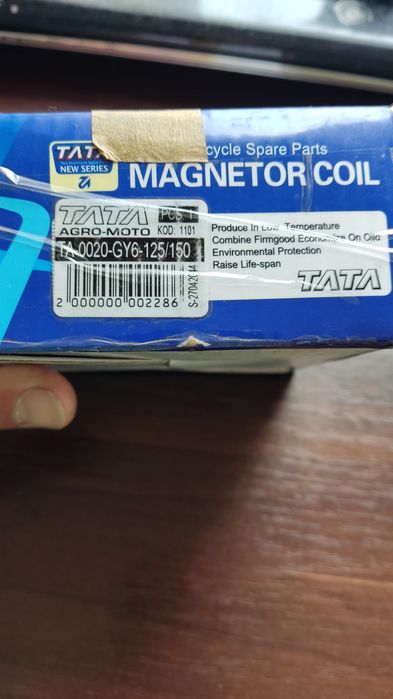 TATA
NEW SERIES
cycle Spare Parts
MAGNETOR COIL
TATA PCS 1
AGRO-MOTO KOD: 1101
TA 0020-GY6-125/150
2 000000 002286
Produce In Low Temperature
Combine Firmgood Economize On Oilo
Environmental Protection
Raise Life-span
TATA